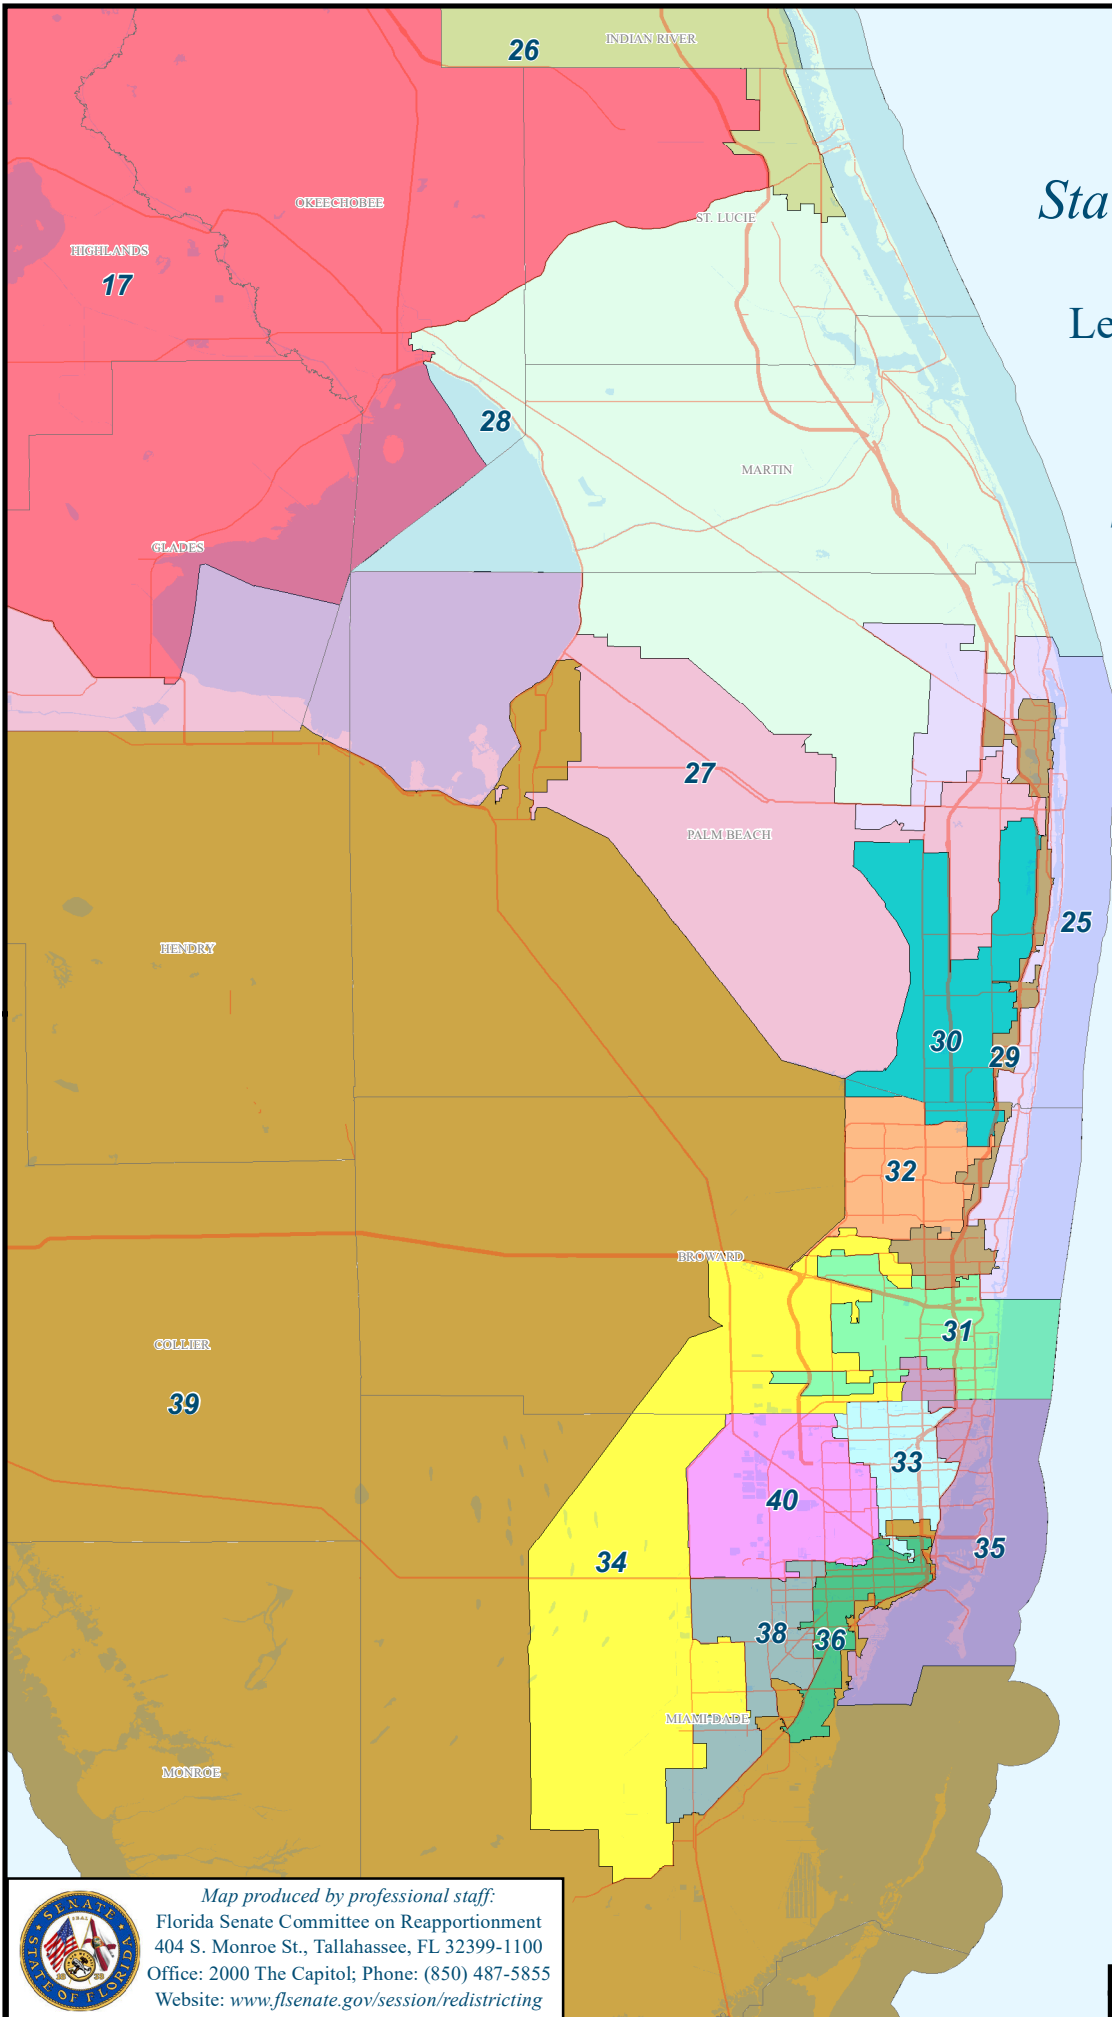 26
INDIAN RIVER
Sta
OKEECHOBEE
ST. LUCIE
HIGHLANDS
17
Le
28
MARTIN
GLADES
27
PALM BEACH
25
HENDRY
30
29
32
BROWARD
31
COLLIER
39
33
40
35
34
38
36
MIAMI-DADE
MONROE
SENATE
STATE OF FLORIDA
SEAL
Map produced by professional staff:
Florida Senate Committee on Reapportionment
404 S. Monroe St., Tallahassee, FL 32399-1100
Office: 2000 The Capitol; Phone: (850) 487-5855
Website: www.flsenate.gov/session/redistricting